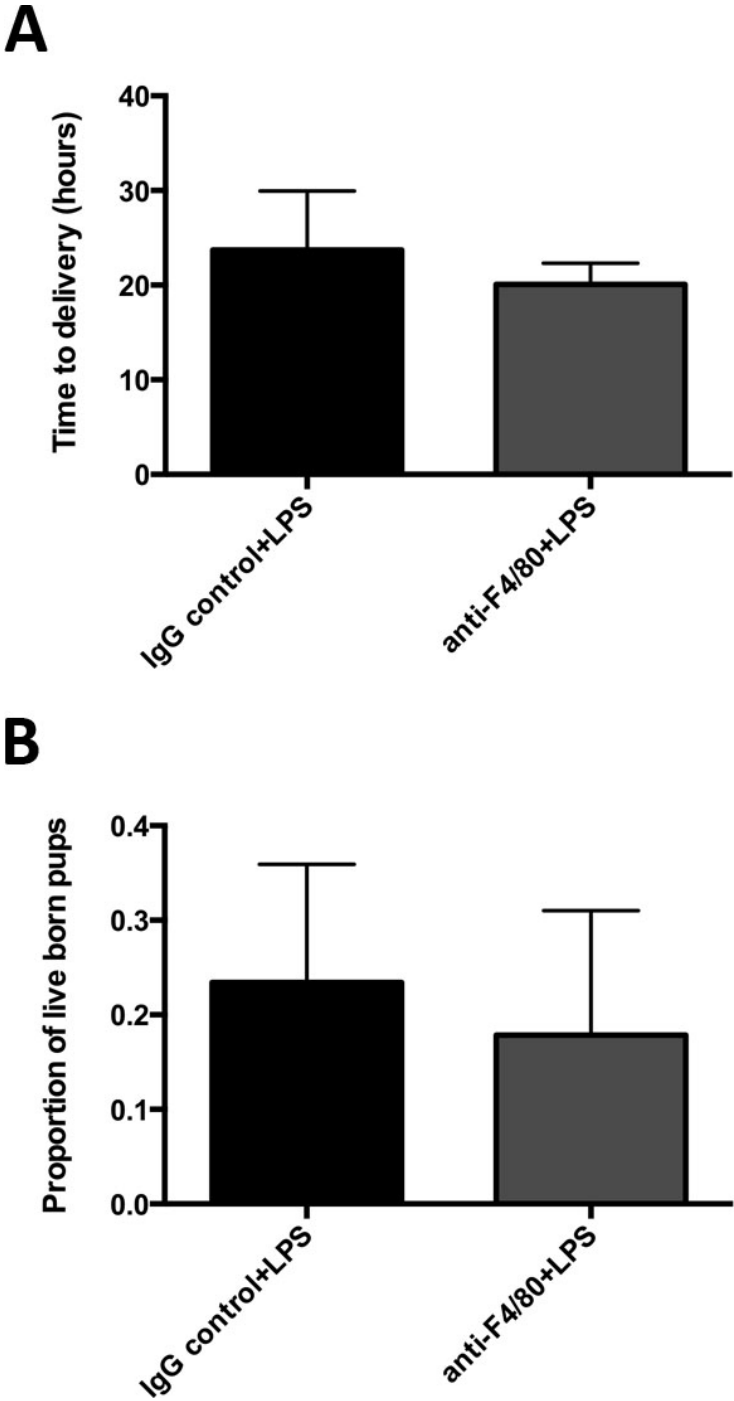 A
Time to delivery (hours)
40
30
20
10
0
IgG control+LPS
anti-F4/80+LPS
B
Proportion of live born pups
0.4
0.3
0.2
0.1
0.0
IgG control+LPS
anti-F4/80+LPS